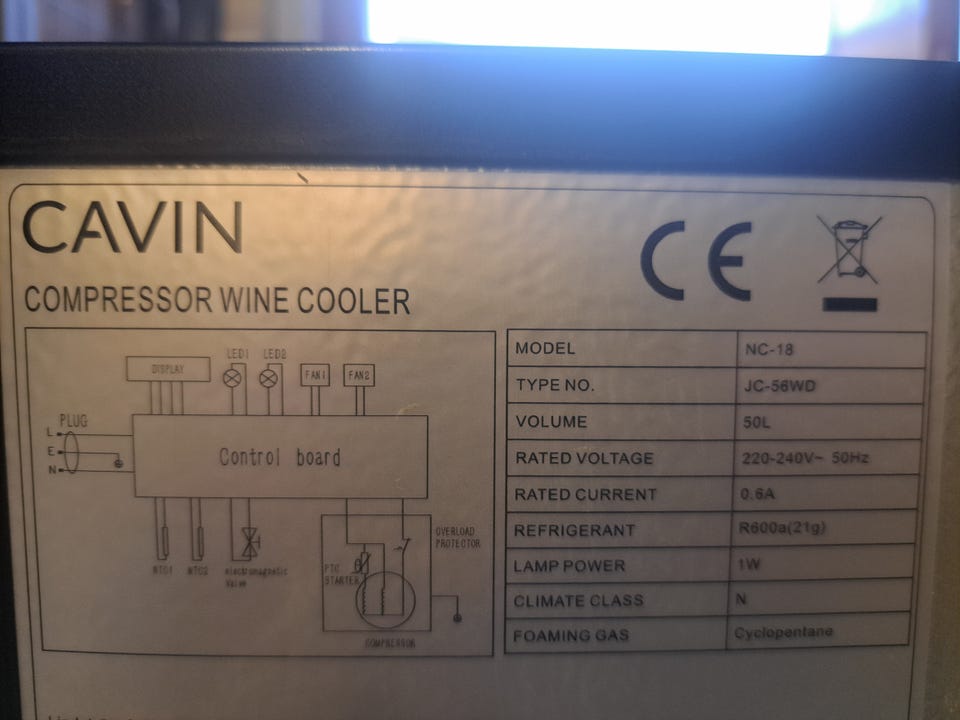 CAVIN
CE
COMPRESSOR WINE COOLER
DISPLAY
LED1
LED2
FAN1
FAN2
PLUG
L
E
N
Control board
NTC1
NTC2
electromagnetic
Valve
PTC
STARTER
OVERLOAD
PROTECTOR
COMPRESSOR
MODEL NC-18
TYPE NO. JC-56WD
VOLUME 50L
RATED VOLTAGE 220-240V~ 50Hz
RATED CURRENT 0.6A
REFRIGERANT R600a(21g)
LAMP POWER 1W
CLIMATE CLASS N
FOAMING GAS Cyclopentane